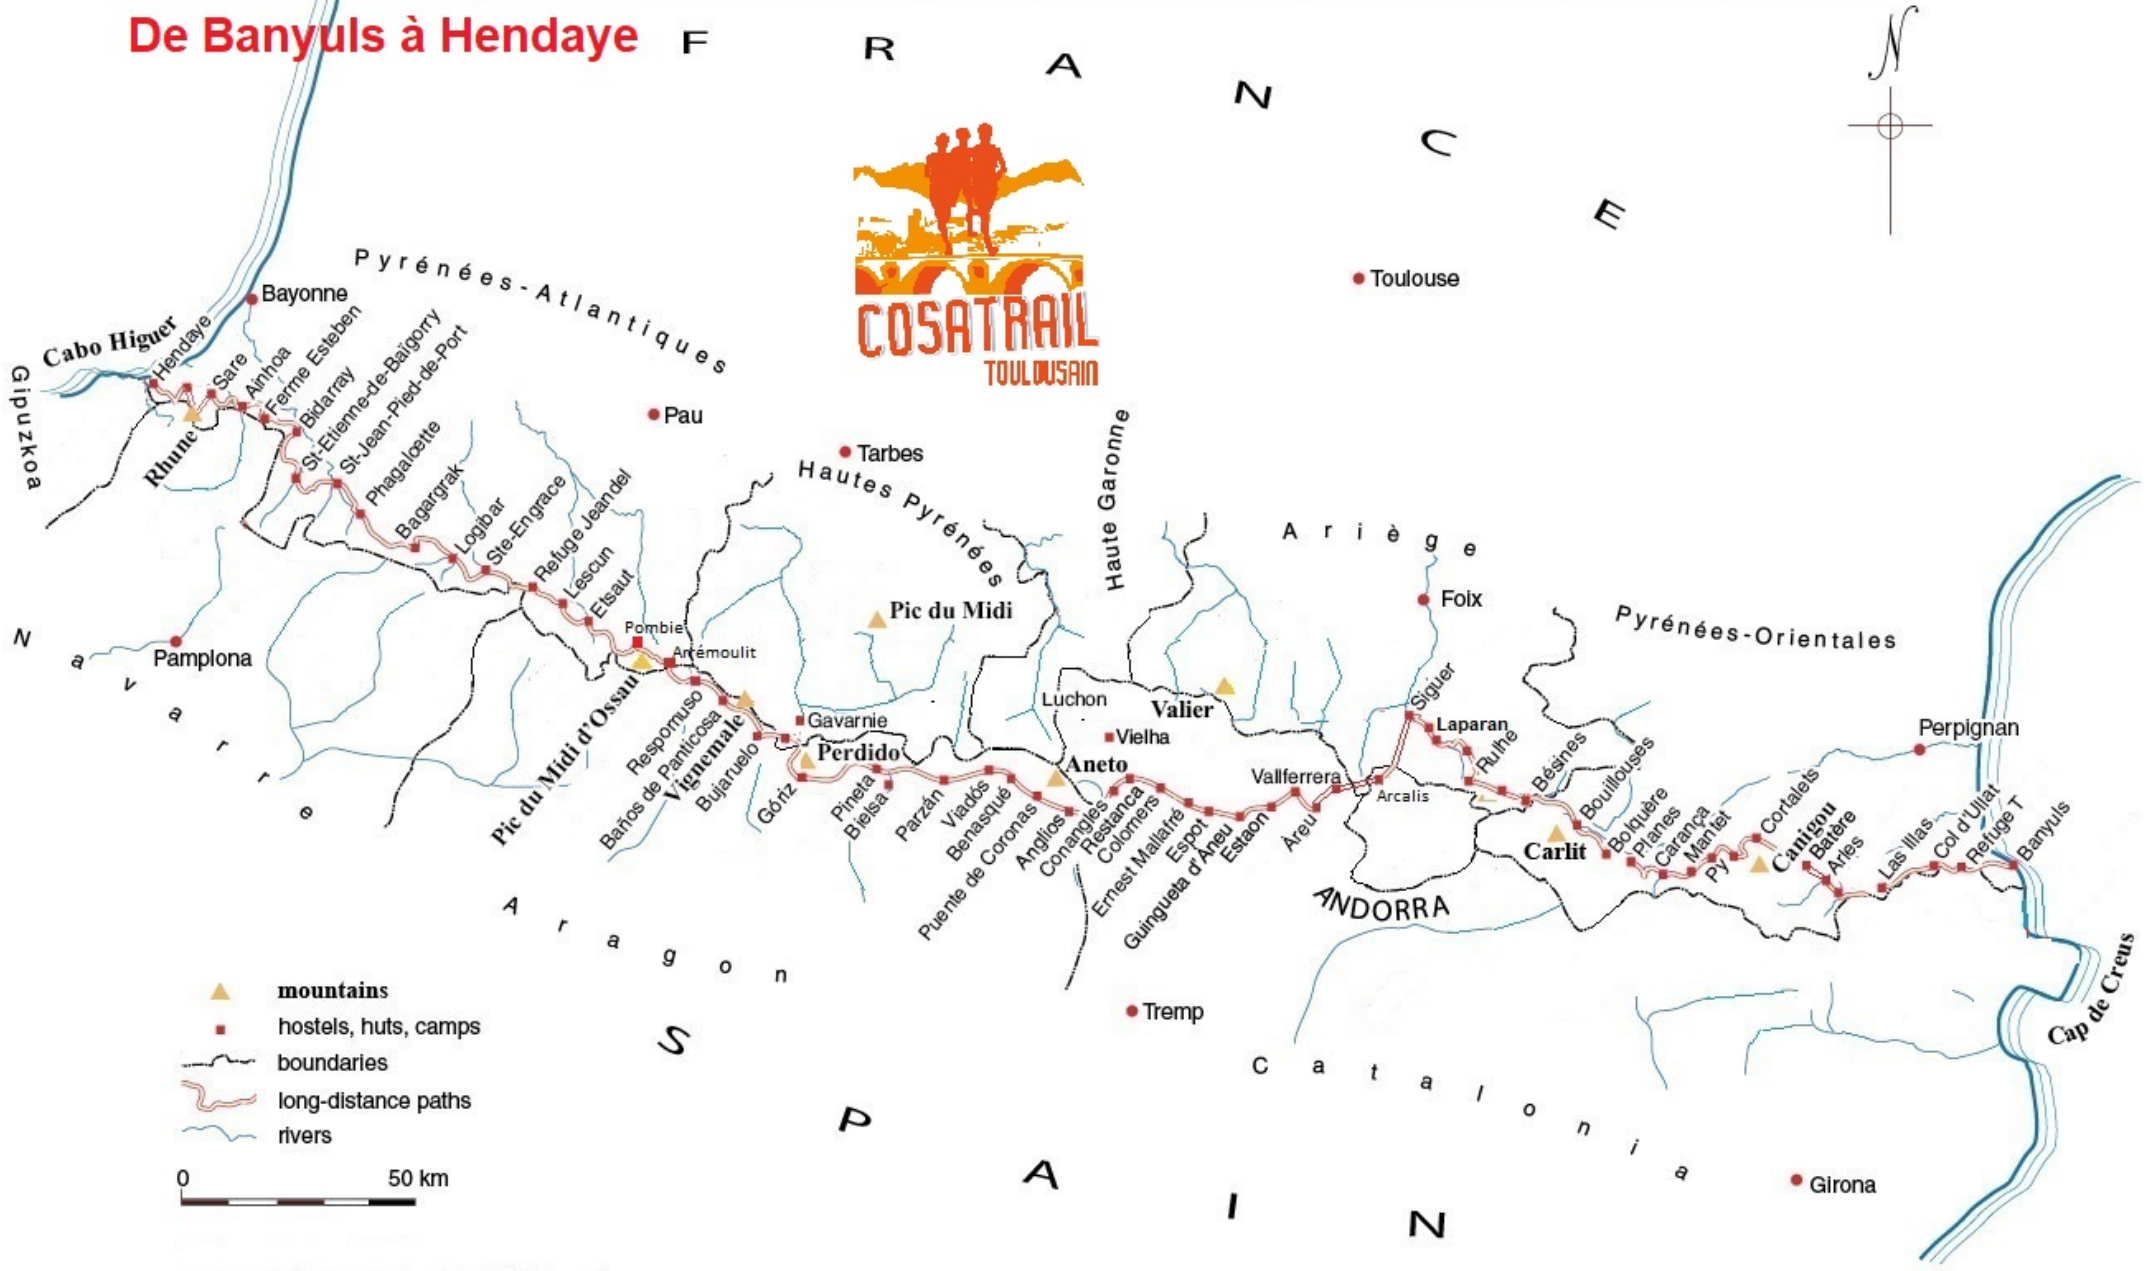 De Banyuls à Hendaye
F R A N C E
N
COSATRAIL
TOULOUSAIN
Toulouse
Pyrénées-Atlantiques
Bayonne
Cabo Higuer
Gipuzkoa
Hendaye
Sare
Ainhoa
Ferme Esteben
Bidarray
St-Etienne-de-Baïgorry
St-Jean-Pied-de-Port
Rhune
Phagalcette
Bagargrak
Logibar
Ste-Engrace
Refuge Jeandel
Lescun
Etsaut
Pau
Tarbes
Hautes Pyrénées
Haute Garonne
Ariège
Foix
Pyrénées-Orientales
Pic du Midi
Pamplona
Navarre
Pombie
Arrémoulit
Pic du Midi d'Ossau
Respomuso
Baños de Panticosa
Vignemale
Bujaruelo
Gavarnie
Perdido
Góriz
Pineta
Bielsa
Parzán
Viadós
Benasqué
Puente de Coronas
Luchon
Vielha
Valier
Aneto
Anglios
Conangles
Restanca
Colomers
Ernest Mallafré
Espot
Guingueta d'Aneu
Estaon
Vallferrera
Àreu
Arcalis
Siguer
Laparan
Rulhe
Bésines
Bouillouses
Carlit
Bolquère
Planes
Carança
Mantet
Py
Cortalets
Canigou
Batère
Arles
Las Illas
Col d'Ullat
Refuge T
Banyuls
Perpignan
ANDORRA
Cap de Creus
Aragon
Tremp
Catalonia
Girona
S P A I N
mountains
hostels, huts, camps
boundaries
long-distance paths
rivers
0 50 km